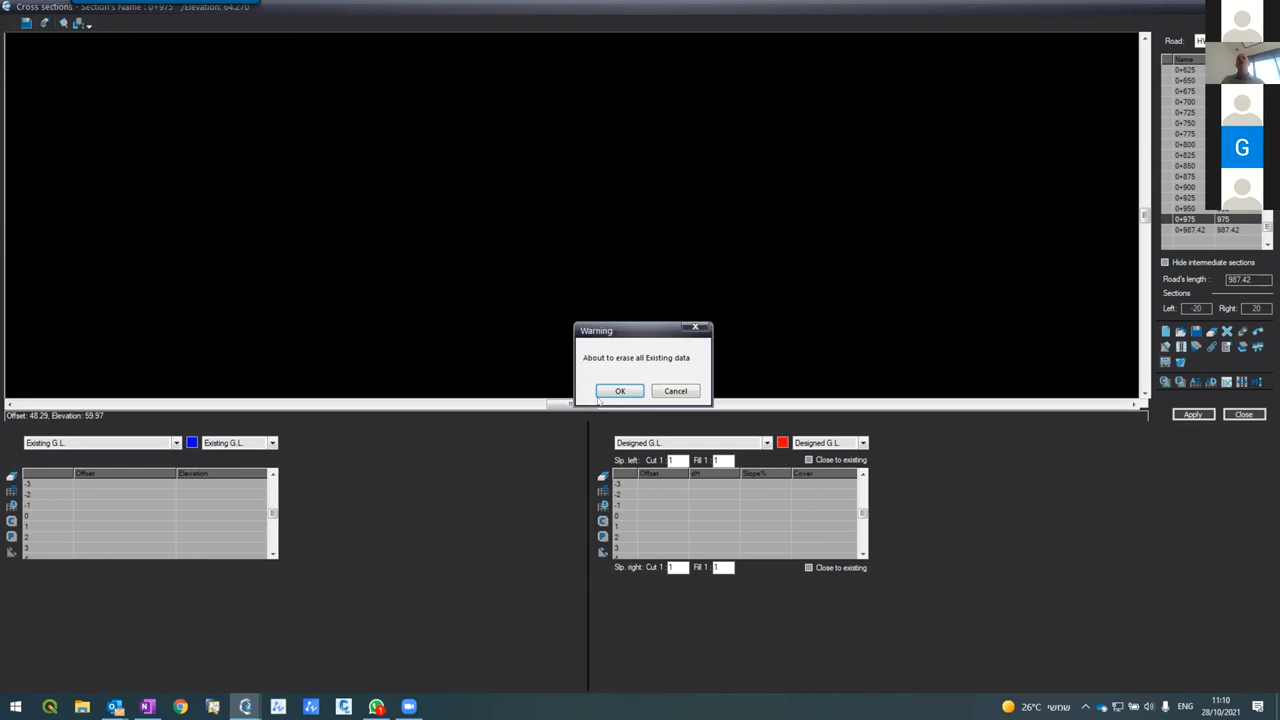 Cross sections - Section's Name : 0+975 /Elevation: 64.270
Road:
Name
0+625
0+650
0+675
0+700
0+725
0+750
0+775
0+800
0+825
0+850
0+875
0+900
0+925
0+950
0+975 975
0+987.42 987.42
G
Hide intermediate sections
Road's length : 987.42
Sections
Left: -20 Right: 20
Apply Close
Warning
About to erase all Existing data
OK Cancel
Offset: 48.29, Elevation: 59.97
Existing G.L. Existing G.L.
Offset Elevation
-3
-2
-1
0
1
2
3
Designed G.L. Designed G.L.
Slp. left: Cut 1 : 1 Fill 1 : 1 Close to existing
Offset dH Slope% Cover
-3
-2
-1
0
1
2
3
Slp. right: Cut 1 : 1 Fill 1 : 1 Close to existing
26°C שמשי
ENG
11:10
28/10/2021